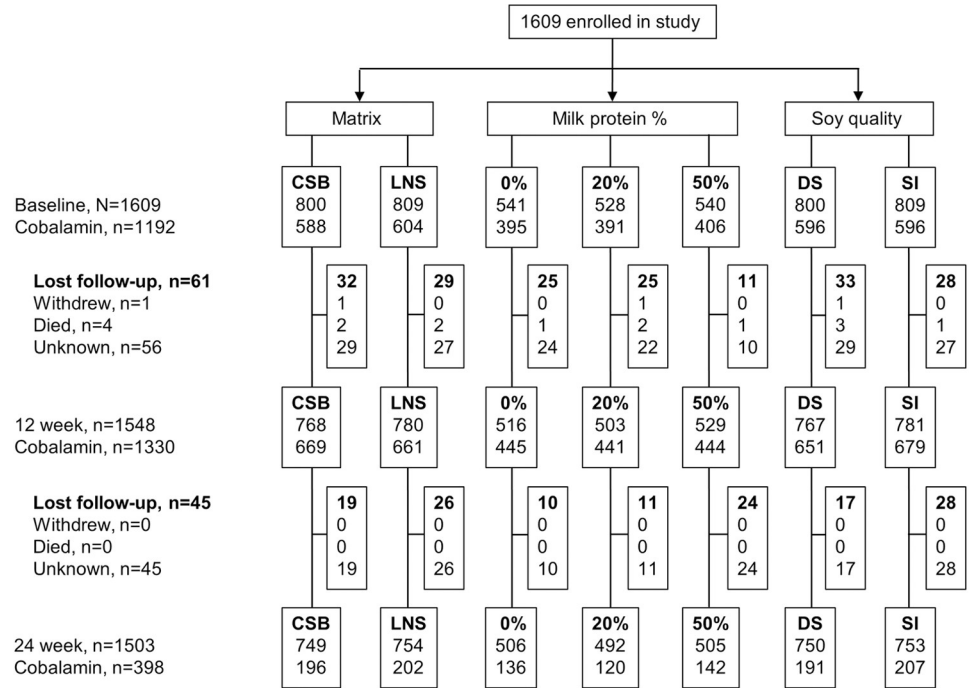 1609 enrolled in study
Matrix Milk protein % Soy quality
CSB LNS 0% 20% 50% DS SI
Baseline, N=1609 800 809 541 528 540 800 809
Cobalamin, n=1192 588 604 395 391 406 596 596
Lost follow-up, n=61 32 29 25 25 11 33 28
Withdrew, n=1 1 0 0 1 0 1 0
Died, n=4 2 2 1 2 1 3 1
Unknown, n=56 29 27 24 22 10 29 27
CSB LNS 0% 20% 50% DS SI
12 week, n=1548 768 780 516 503 529 767 781
Cobalamin, n=1330 669 661 445 441 444 651 679
Lost follow-up, n=45 19 26 10 11 24 17 28
Withdrew, n=0 0 0 0 0 0 0 0
Died, n=0 0 0 0 0 0 0 0
Unknown, n=45 19 26 10 11 24 17 28
CSB LNS 0% 20% 50% DS SI
24 week, n=1503 749 754 506 492 505 750 753
Cobalamin, n=398 196 202 136 120 142 191 207